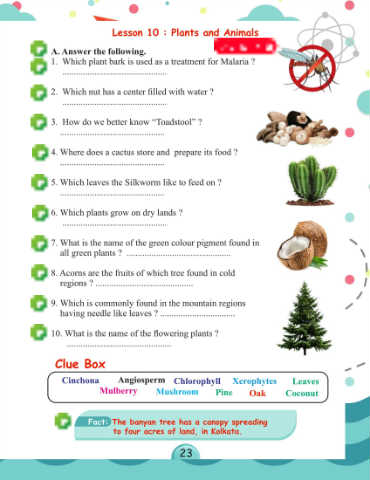 Lesson 10 : Plants and Animals
A. Answer the following.
1. Which plant bark is used as a treatment for Malaria ?
............................................
2. Which nut has a center filled with water ?
............................................
3. How do we better know “Toadstool” ?
............................................
4. Where does a cactus store and prepare its food ?
............................................
5. Which leaves the Silkworm like to feed on ?
............................................
6. Which plants grow on dry lands ?
............................................
7. What is the name of the green colour pigment found in
all green plants ? ............................................
8. Acorns are the fruits of which tree found in cold
regions ? .........................................
9. Which is commonly found in the mountain regions
having needle like leaves ? ................................
10. What is the name of the flowering plants ?
............................................
Clue Box
Cinchona Angiosperm Chlorophyll Xerophytes Leaves
Mulberry Mushroom Pine Oak Coconut
Fact: The banyan tree has a canopy spreading
to four acres of land, in Kolkata.
23